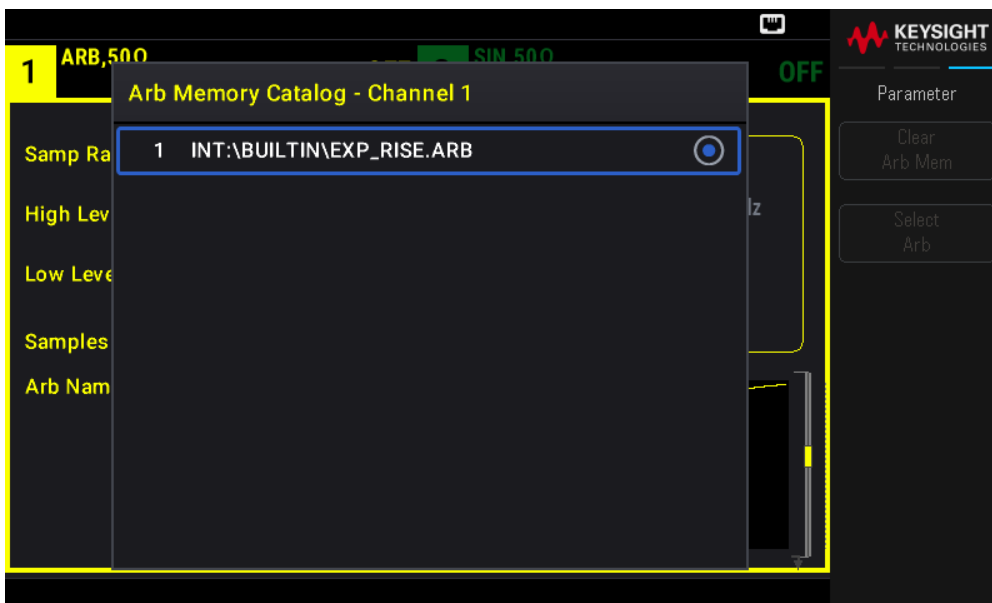 KEYSIGHT
TECHNOLOGIES
1 ARB,50Ω
SIN,50Ω
OFF
Arb Memory Catalog - Channel 1
Parameter
1 INT:\BUILTIN\EXP_RISE.ARB
Clear
Arb Mem
Samp Ra
High Lev
Hz
Select
Arb
Low Leve
Samples
Arb Nam